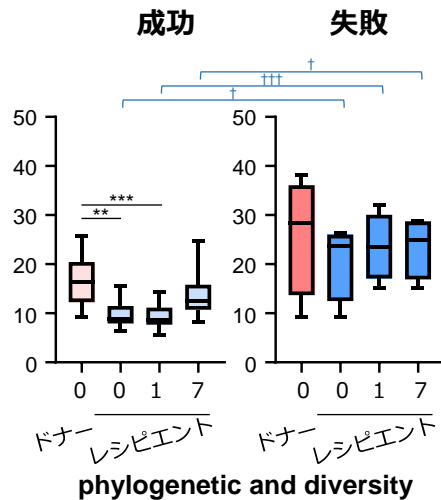 成功 失敗
†
†††
†
50 50
40 40
***
30 30
**
20 20
10 10
0 0
0 0 1 7 0 0 1 7
ドナー レシピエント ドナー レシピエント
phylogenetic and diversity